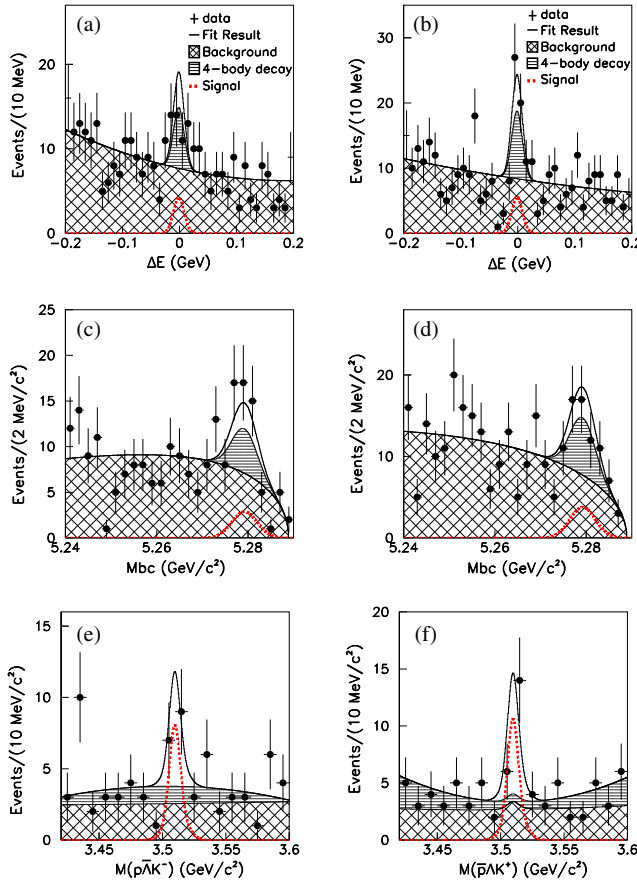 (a)
data
Fit Result
Background
4-body decay
Signal
Events/(10 MeV)
20
10
0
-0.2
-0.1
0
0.1
0.2
ΔE (GeV)
(b)
data
Fit Result
Background
4-body decay
Signal
Events/(10 MeV)
30
20
10
0
-0.2
-0.1
0
0.1
0.2
ΔE (GeV)
(c)
Events/(2 MeV/c²)
25
20
15
10
5
0
5.24
5.26
5.28
Mbc (GeV/c²)
(d)
Events/(2 MeV/c²)
20
10
0
5.24
5.26
5.28
Mbc (GeV/c²)
(e)
Events/(10 MeV/c²)
15
10
5
0
3.45
3.5
3.55
3.6
M(pΛ̅K⁻) (GeV/c²)
(f)
Events/(10 MeV/c²)
20
15
10
5
0
3.45
3.5
3.55
3.6
M(p̅ΛK⁺) (GeV/c²)